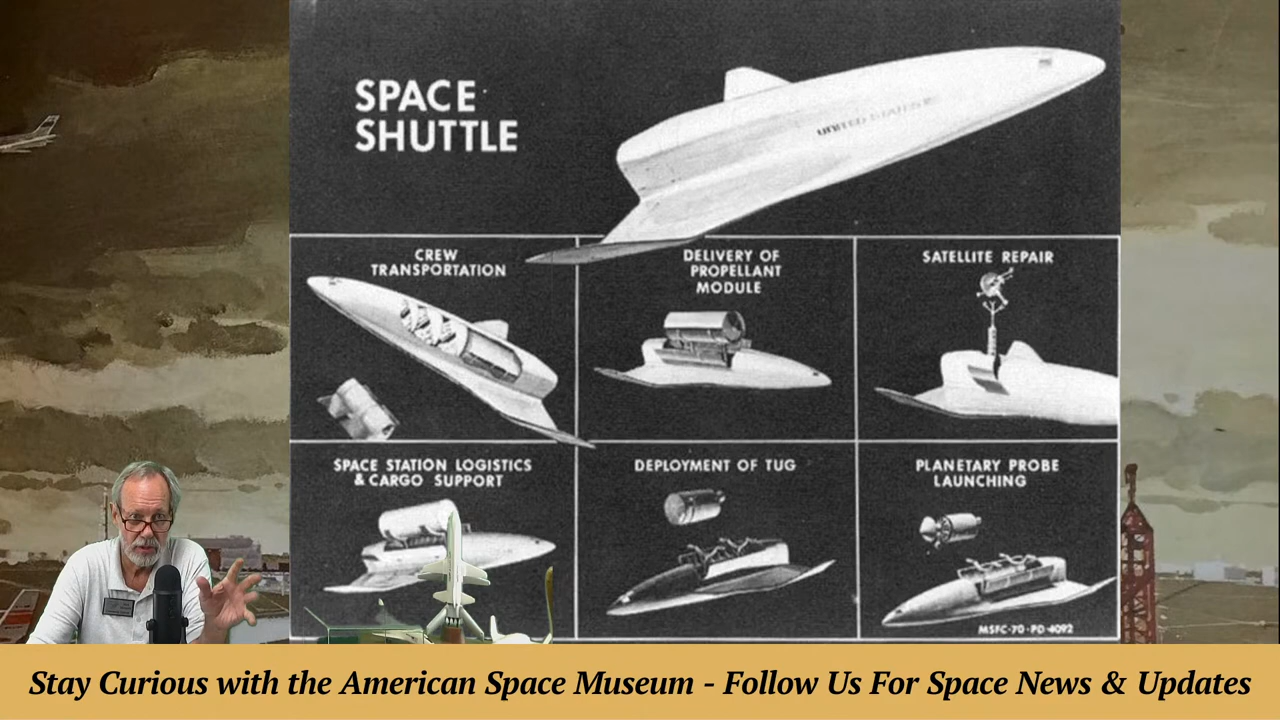 SPACE
SHUTTLE
UNITED STATES
CREW
TRANSPORTATION
DELIVERY OF
PROPELLANT
MODULE
SATELLITE REPAIR
SPACE STATION LOGISTICS
& CARGO SUPPORT
DEPLOYMENT OF TUG
PLANETARY PROBE
LAUNCHING
MSFC-70-PD-4092
Stay Curious with the American Space Museum - Follow Us For Space News & Updates